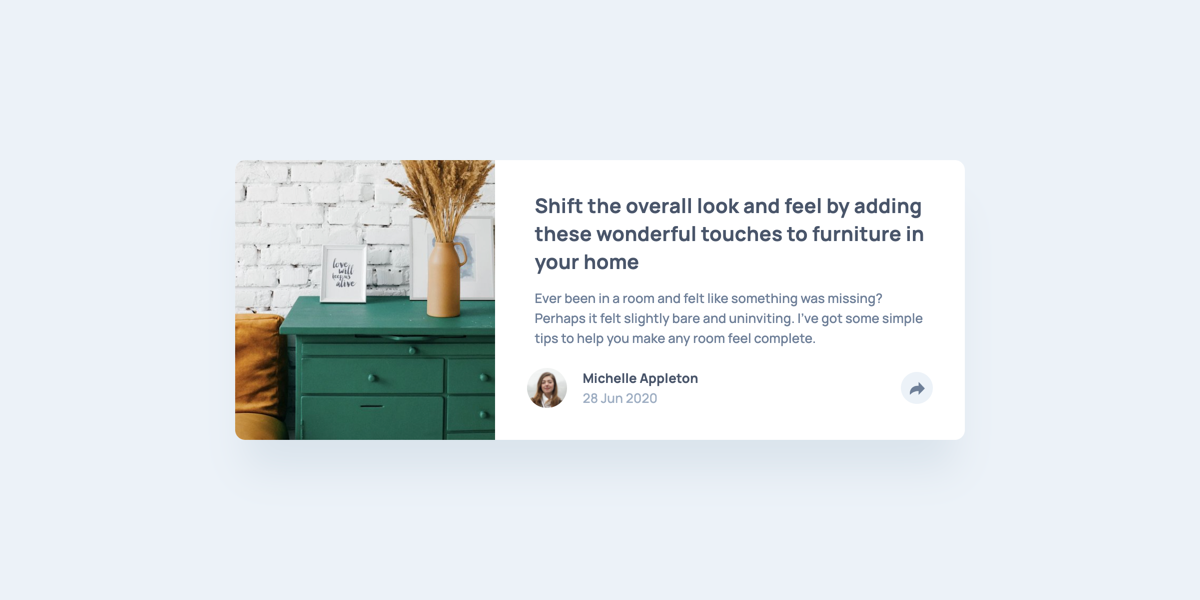 love
will
keep us
alive
Shift the overall look and feel by adding
these wonderful touches to furniture in
your home
Ever been in a room and felt like something was missing?
Perhaps it felt slightly bare and uninviting. I've got some simple
tips to help you make any room feel complete.
Michelle Appleton
28 Jun 2020